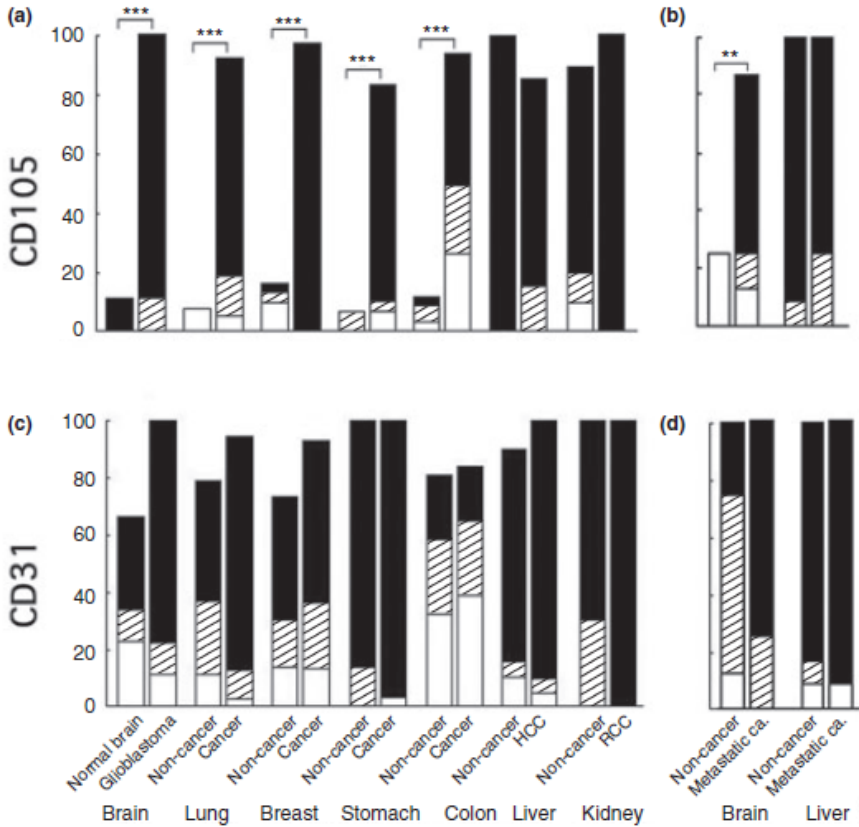 (a)
***
***
***
***
***
100
80
60
40
20
0
CD105
(b)
**
(c)
100
80
60
40
20
0
CD31
(d)
Normal brain
Glioblastoma
Non-cancer
Cancer
Non-cancer
Cancer
Non-cancer
Cancer
Non-cancer
Cancer
Non-cancer
HCC
Non-cancer
RCC
Non-cancer
Metastatic ca.
Non-cancer
Metastatic ca.
Brain Lung Breast Stomach Colon Liver Kidney Brain Liver